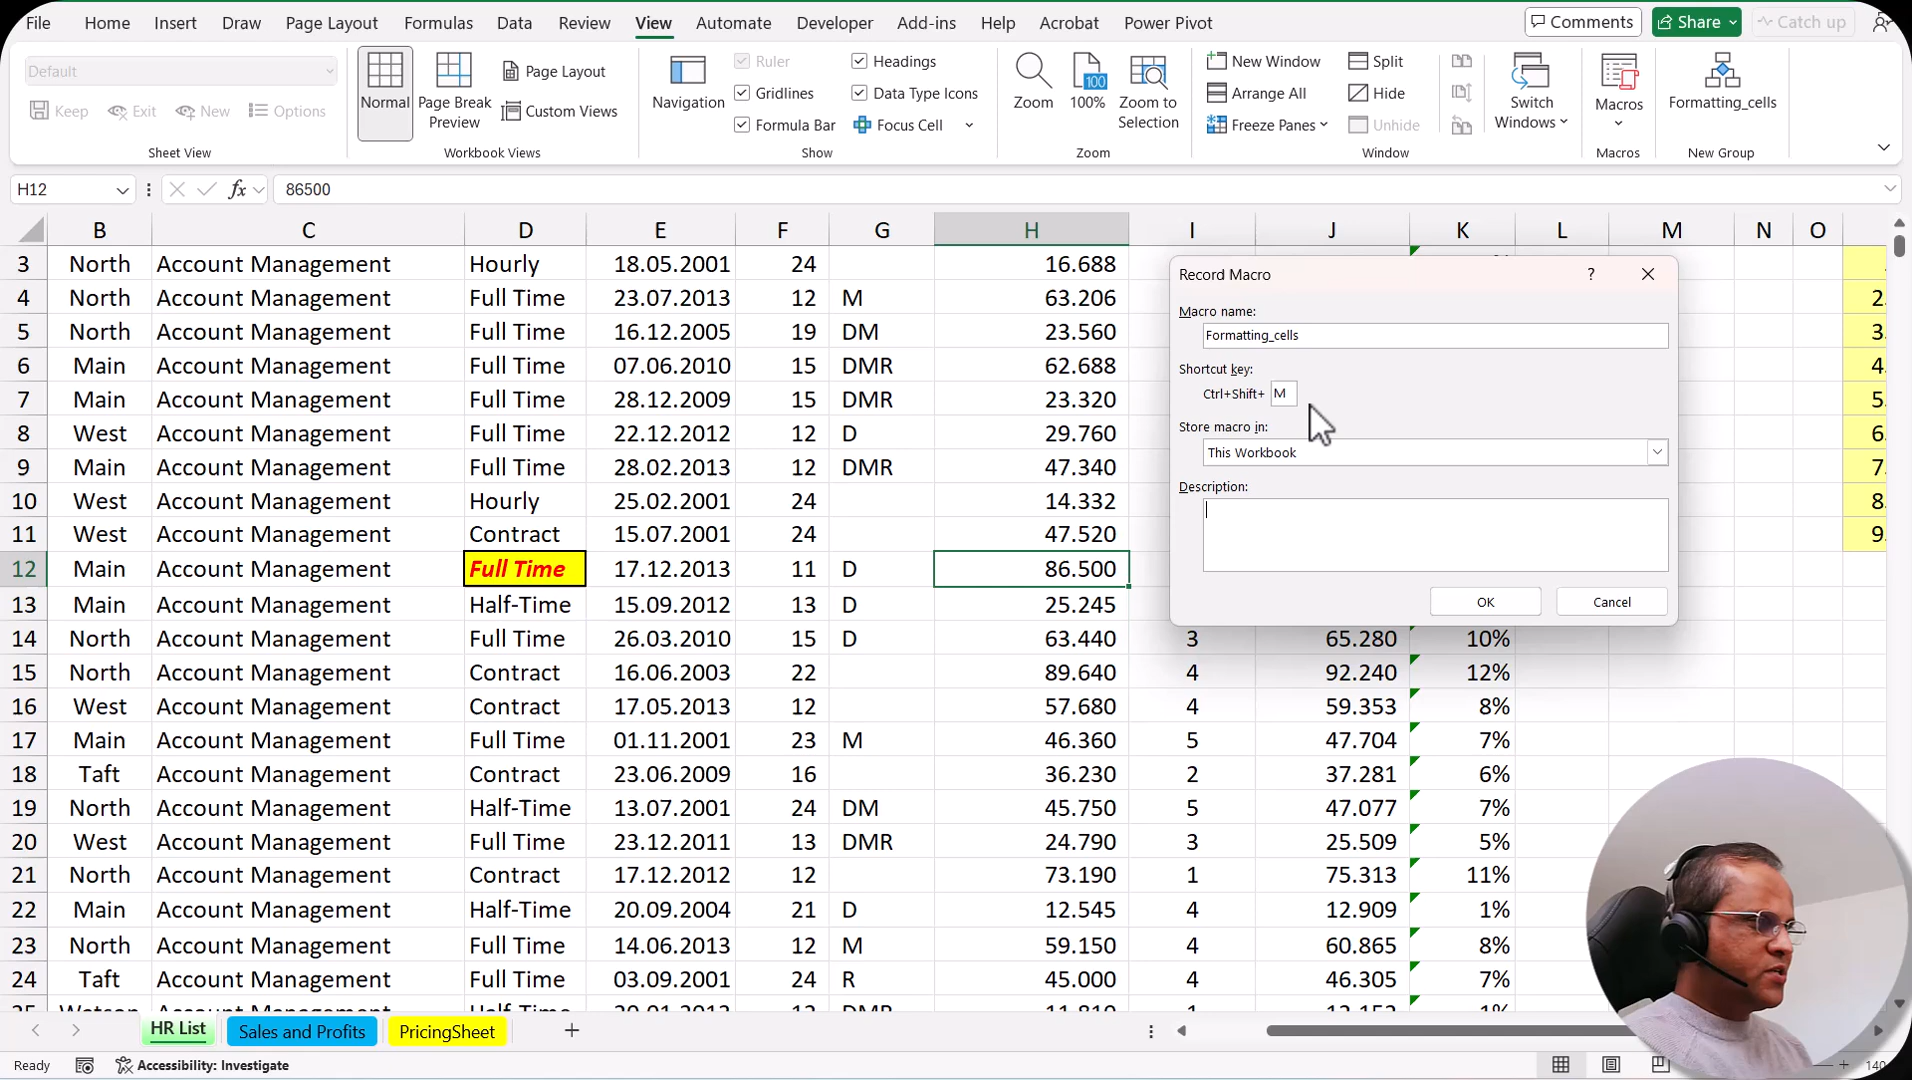 File Home Insert Draw Page Layout Formulas Data Review View Automate Developer Add-ins Help Acrobat Power Pivot Comments Share Catch up
Default
Keep Exit New Options
Sheet View
Normal
Page Break Preview
Page Layout
Custom Views
Workbook Views
Navigation
Ruler
Gridlines
Formula Bar
Headings
Data Type Icons
Focus Cell
Show
Zoom
100
100%
Zoom to Selection
Zoom
New Window
Arrange All
Freeze Panes
Split
Hide
Unhide
Switch Windows
Window
Macros
Macros
Formatting_cells
New Group
H12 fx 86500
B C D E F G H I J K L M N O
3 North Account Management Hourly 18.05.2001 24 16.688
4 North Account Management Full Time 23.07.2013 12 M 63.206 2.
5 North Account Management Full Time 16.12.2005 19 DM 23.560 3.
6 Main Account Management Full Time 07.06.2010 15 DMR 62.688 4.
7 Main Account Management Full Time 28.12.2009 15 DMR 23.320 5.
8 West Account Management Full Time 22.12.2012 12 D 29.760 6.
9 Main Account Management Full Time 28.02.2013 12 DMR 47.340 7.
10 West Account Management Hourly 25.02.2001 24 14.332 8.
11 West Account Management Contract 15.07.2001 24 47.520 9.
12 Main Account Management Full Time 17.12.2013 11 D 86.500
13 Main Account Management Half-Time 15.09.2012 13 D 25.245
14 North Account Management Full Time 26.03.2010 15 D 63.440 3 65.280 10%
15 North Account Management Contract 16.06.2003 22 89.640 4 92.240 12%
16 West Account Management Contract 17.05.2013 12 57.680 4 59.353 8%
17 Main Account Management Full Time 01.11.2001 23 M 46.360 5 47.704 7%
18 Taft Account Management Contract 23.06.2009 16 36.230 2 37.281 6%
19 North Account Management Half-Time 13.07.2001 24 DM 45.750 5 47.077 7%
20 West Account Management Full Time 23.12.2011 13 DMR 24.790 3 25.509 5%
21 North Account Management Contract 17.12.2012 12 73.190 1 75.313 11%
22 Main Account Management Half-Time 20.09.2004 21 D 12.545 4 12.909 1%
23 North Account Management Full Time 14.06.2013 12 M 59.150 4 60.865 8%
24 Taft Account Management Full Time 03.09.2001 24 R 45.000 4 46.305 7%
Record Macro ?
Macro name:
Formatting_cells
Shortcut key:
Ctrl+Shift+ M
Store macro in:
This Workbook
Description:
OK Cancel
HR List Sales and Profits PricingSheet
Ready Accessibility: Investigate